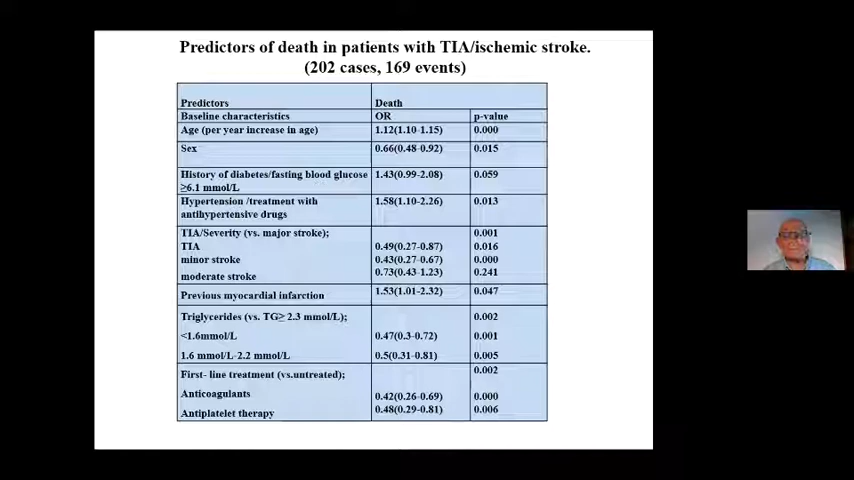 Predictors of death in patients with TIA/ischemic stroke.
(202 cases, 169 events)
Predictors Death
Baseline characteristics OR p-value
Age (per year increase in age) 1.12(1.10-1.15) 0.000
Sex 0.66(0.48-0.92) 0.015
History of diabetes/fasting blood glucose 1.43(0.99-2.08) 0.059
≥6.1 mmol/L
Hypertension /treatment with 1.58(1.10-2.26) 0.013
antihypertensive drugs
TIA/Severity (vs. major stroke); 0.001
TIA 0.49(0.27-0.87) 0.016
minor stroke 0.43(0.27-0.67) 0.000
moderate stroke 0.73(0.43-1.23) 0.241
Previous myocardial infarction 1.53(1.01-2.32) 0.047
Triglycerides (vs. TG≥ 2.3 mmol/L); 0.002
<1.6mmol/L 0.47(0.3-0.72) 0.001
1.6 mmol/L-2.2 mmol/L 0.5(0.31-0.81) 0.005
First- line treatment (vs.untreated); 0.002
Anticoagulants 0.42(0.26-0.69) 0.000
Antiplatelet therapy 0.48(0.29-0.81) 0.006